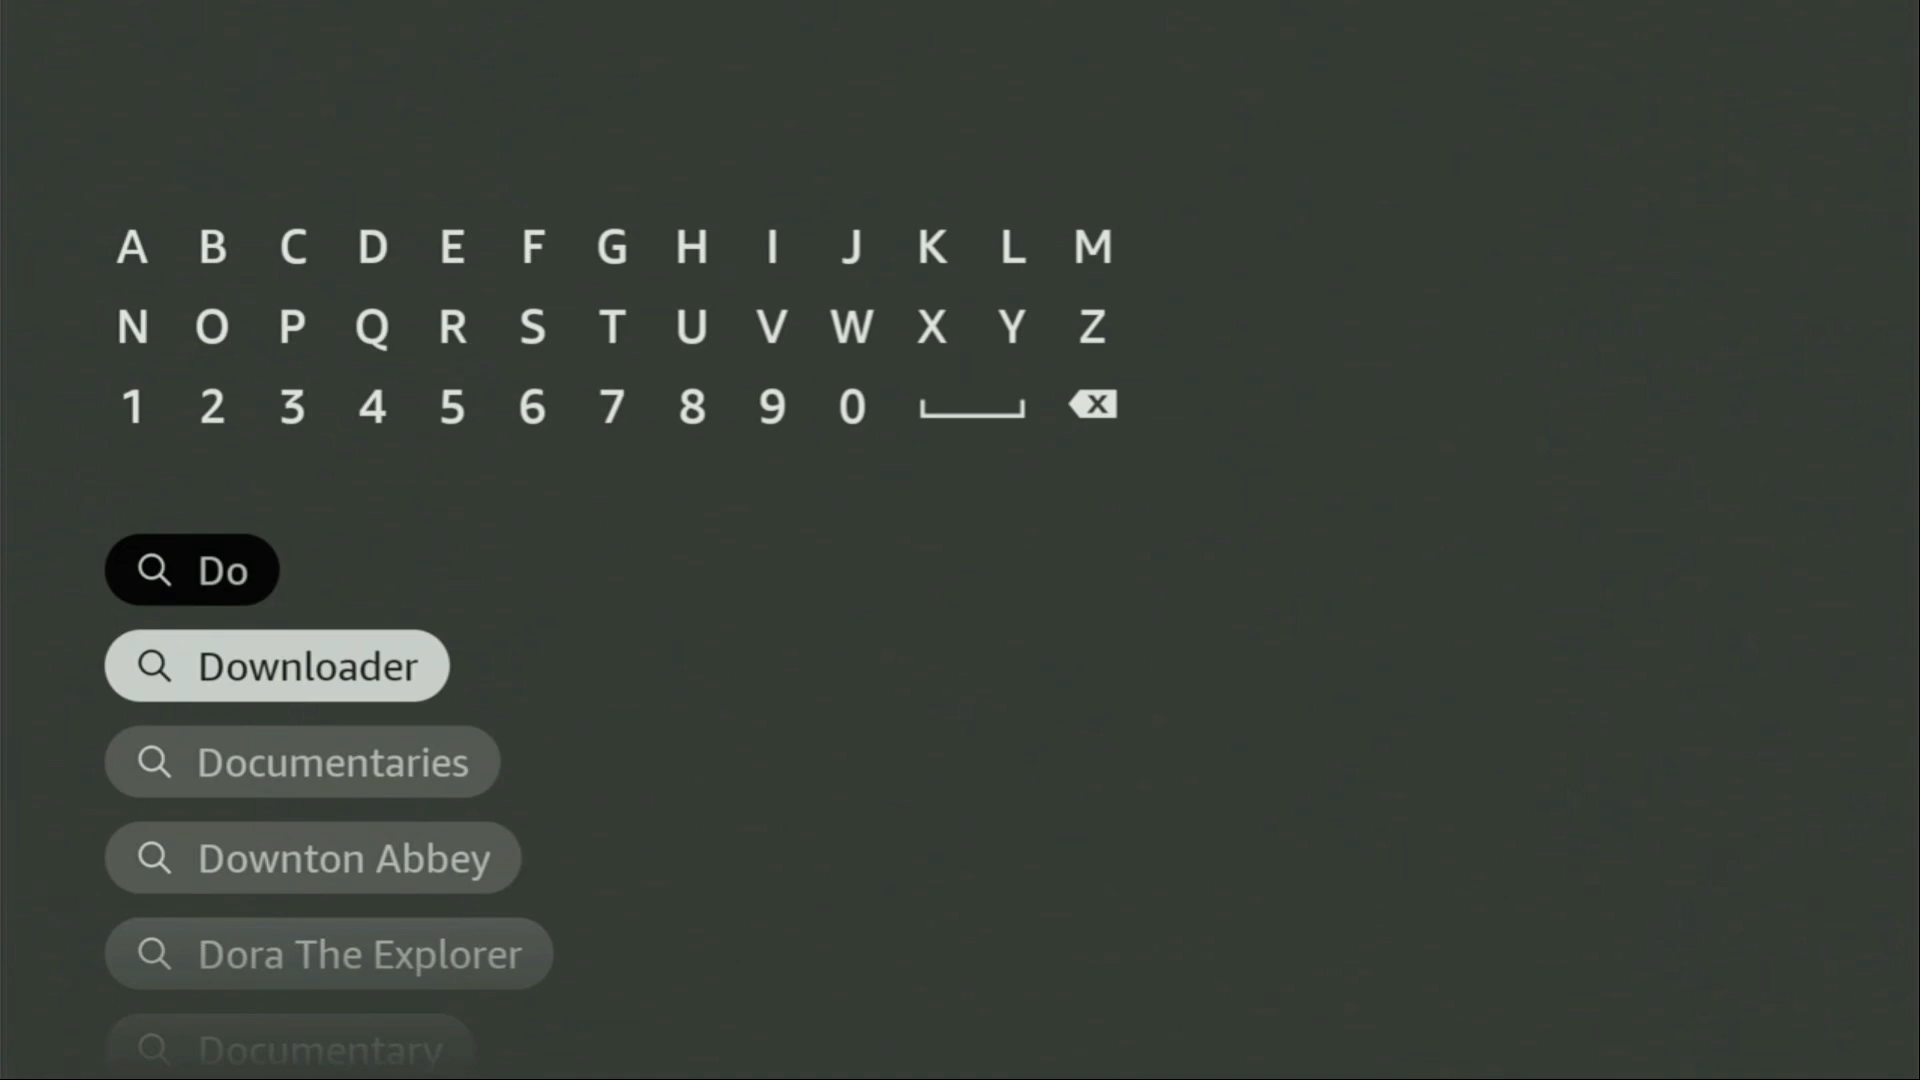 A B C D E F G H I J K L M
N O P Q R S T U V W X Y Z
1 2 3 4 5 6 7 8 9 0
Do
Downloader
Documentaries
Downton Abbey
Dora The Explorer
Documentary